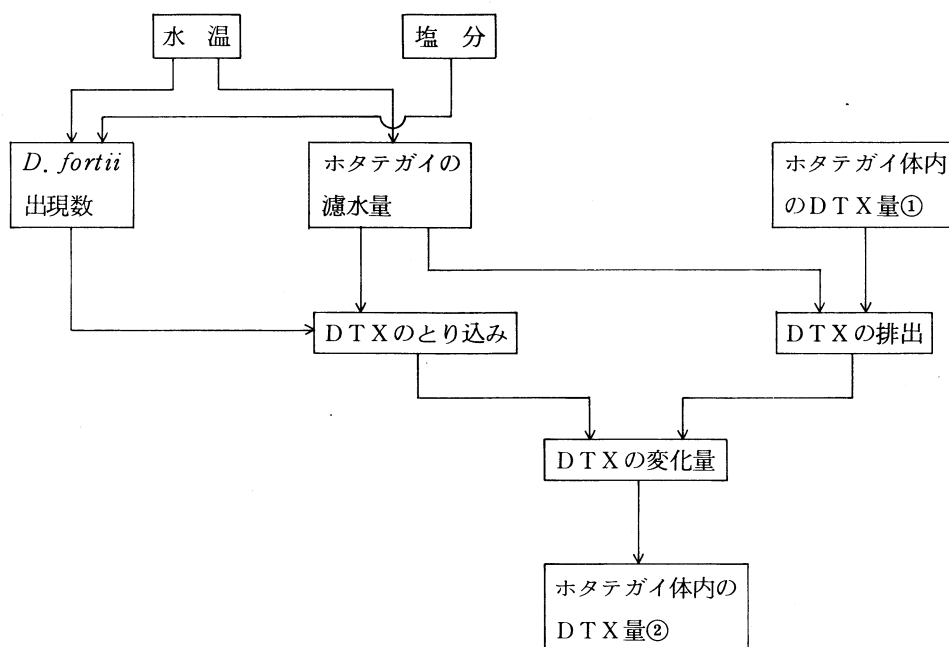 水 温
塩 分
D. fortii
出現数
ホタテガイの
濾水量
ホタテガイ体内
のDTX量①
DTXのとり込み
DTXの排出
DTXの変化量
ホタテガイ体内の
DTX量②